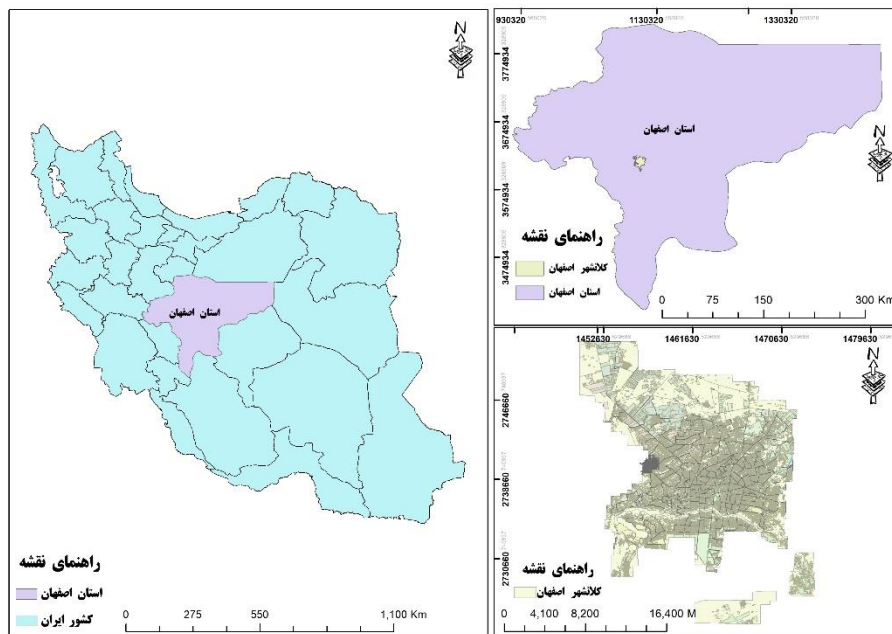 N
استان اصفهان
راهنمای نقشه
استان اصفهان
کشور ایران
0 275 550 1,100 Km
930320 1130320 1330320
3774934
3674934
3574934
3474934
N
استان اصفهان
راهنمای نقشه
کلانشهر اصفهان
استان اصفهان
0 75 150 300 Km
1452630 1461630 1470630 1479630
2746660
2738660
2730660
N
راهنمای نقشه
کلانشهر اصفهان
0 4,100 8,200 16,400 M